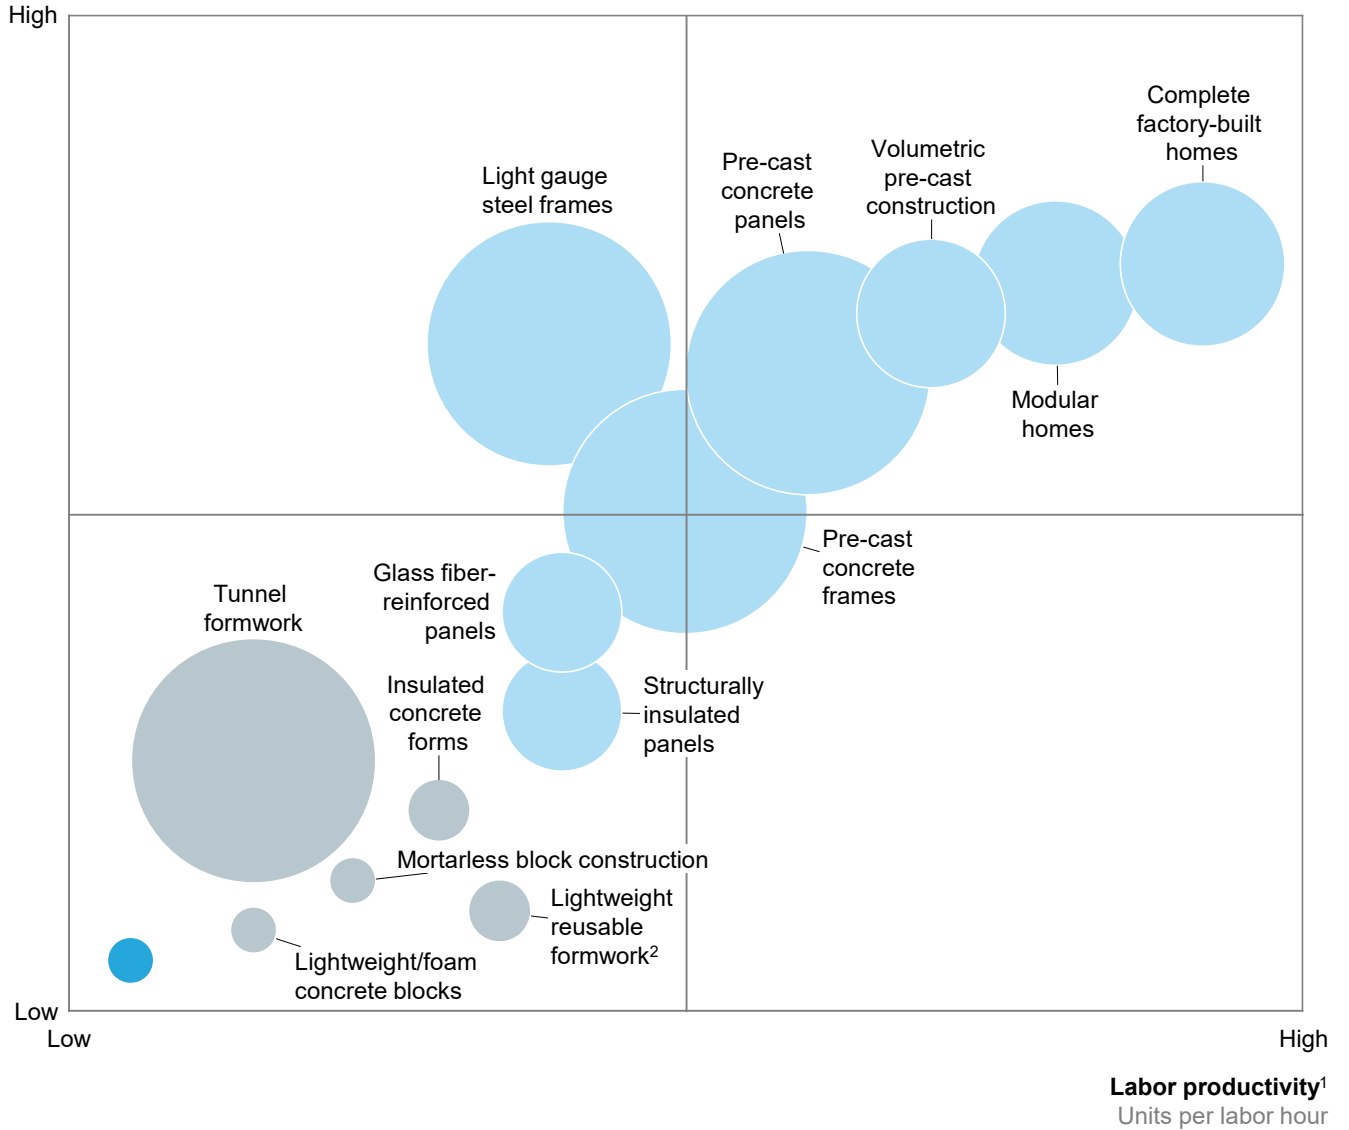 High
Complete
factory-built
homes
Volumetric
pre-cast
construction
Pre-cast
concrete
panels
Light gauge
steel frames
Modular
homes
Pre-cast
concrete
frames
Glass fiber-
reinforced
panels
Tunnel
formwork
Insulated
concrete
forms
Structurally
insulated
panels
Mortarless block construction
Lightweight
reusable
formwork2
Lightweight/foam
concrete blocks
Low
Low
High
Labor productivity1
Units per labor hour